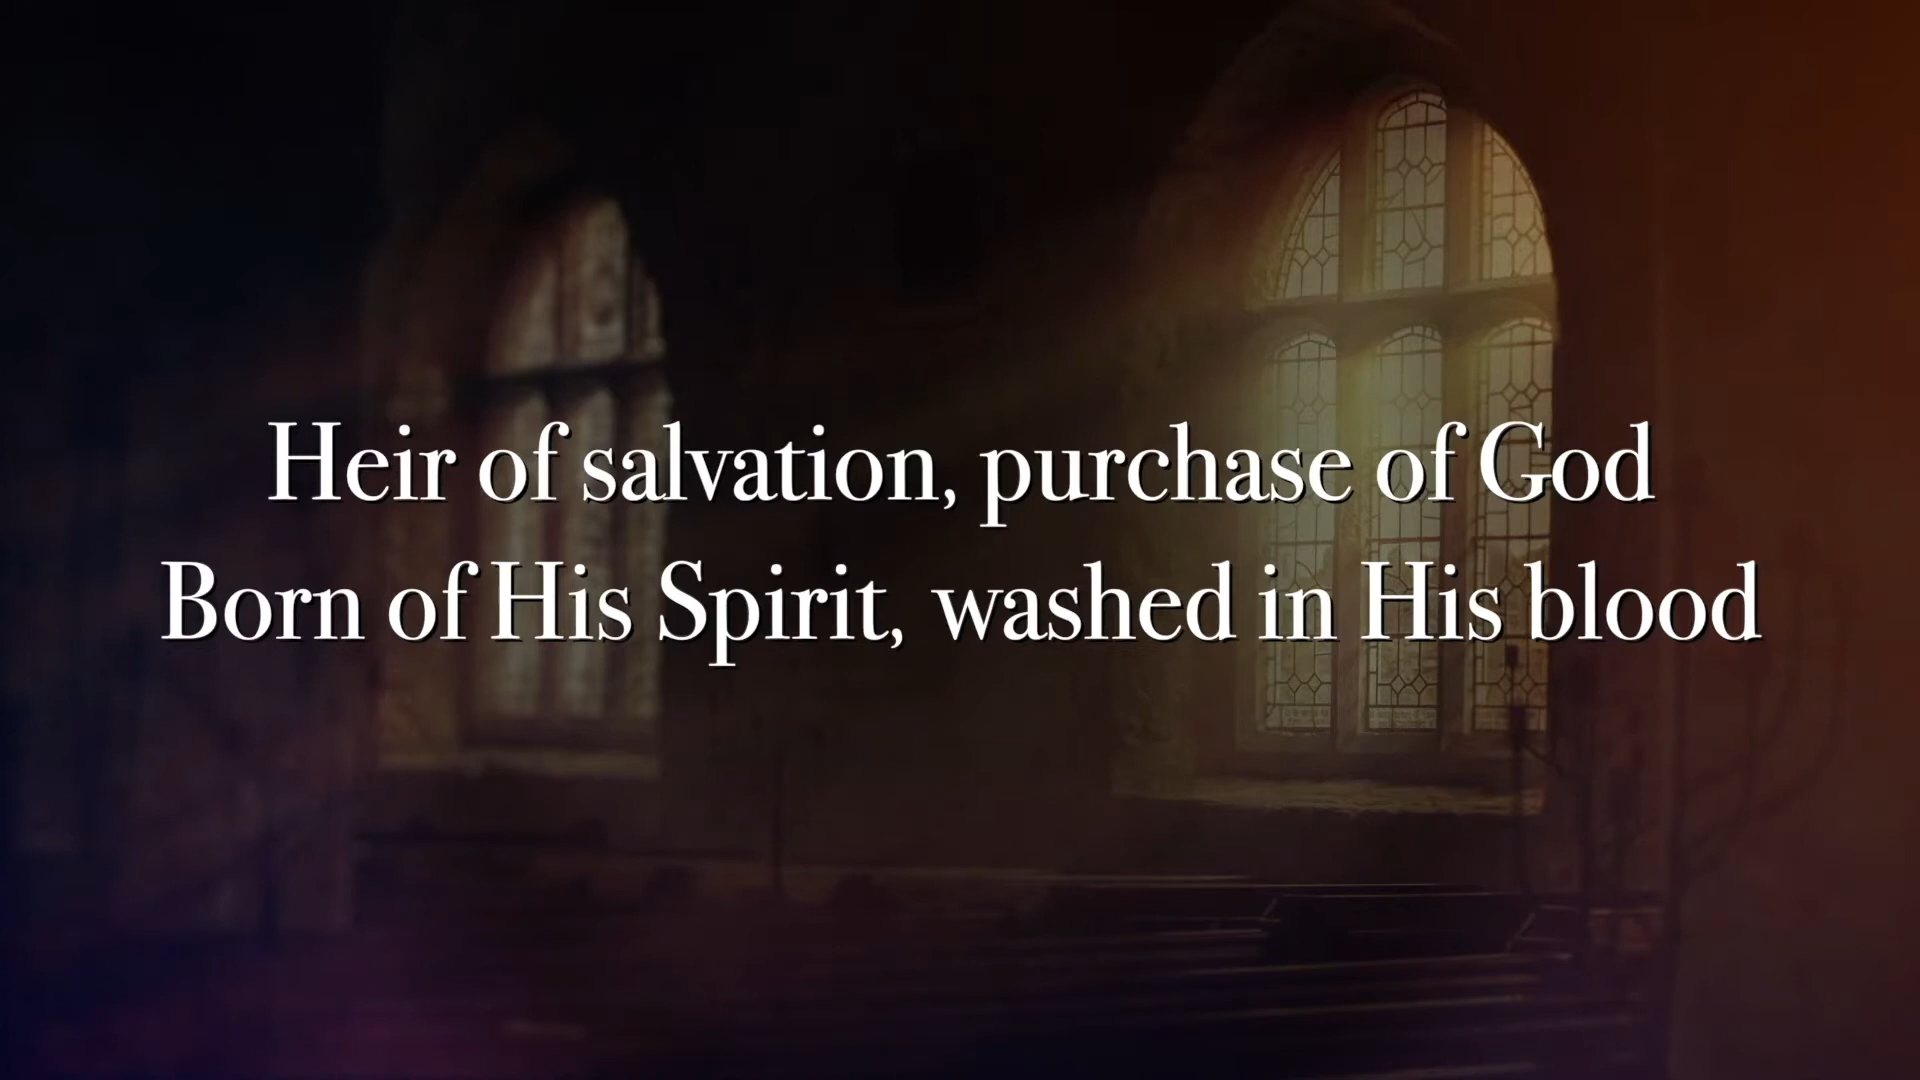 Heir of salvation, purchase of God
Born of His Spirit, washed in His blood